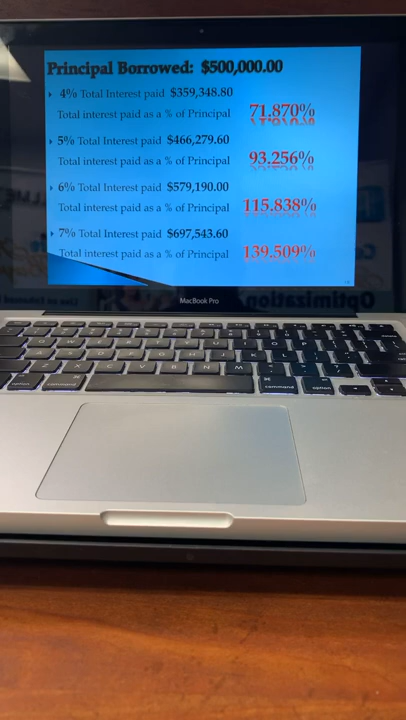 Principal Borrowed: $500,000.00
4% Total Interest paid $359,348.80
Total interest paid as a % of Principal 71.870%
5% Total Interest paid $466,279.60
Total interest paid as a % of Principal 93.256%
6% Total Interest paid $579,190.00
Total interest paid as a % of Principal 115.838%
7% Total Interest paid $697,543.60
Total interest paid as a % of Principal 139.509%
MacBook Pro
Optimization
command
command
option